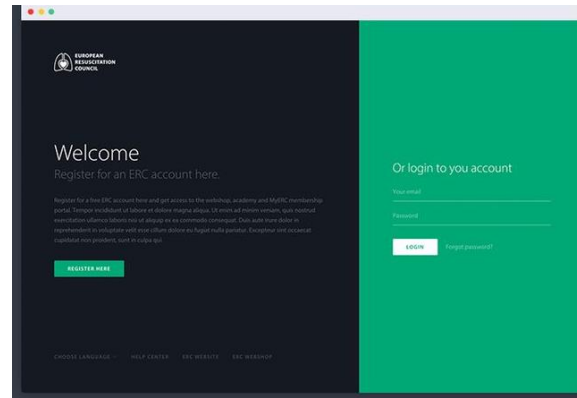 EUROPEAN
RESUSCITATION
COUNCIL
Welcome
Register for an ERC account here.
Register for a free ERC account here and get access to the webshop, academy and MyERC membership
portal. Tempor incididunt ut labore et dolore magna aliqua. Ut enim ad minim veniam, quis nostrud
exercitation ullamco laboris nisi ut aliquip ex ea commodo consequat. Duis aute irure dolor in
reprehenderit in voluptate velit esse cillum dolore eu fugiat nulla pariatur. Excepteur sint occaecat
cupidatat non proident, sunt in culpa qui
REGISTER HERE
CHOOSE LANGUAGE HELP CENTER ERC WEBSITE ERC WEBSHOP
Or login to you account
Your email
Password
LOGIN Forgot password?